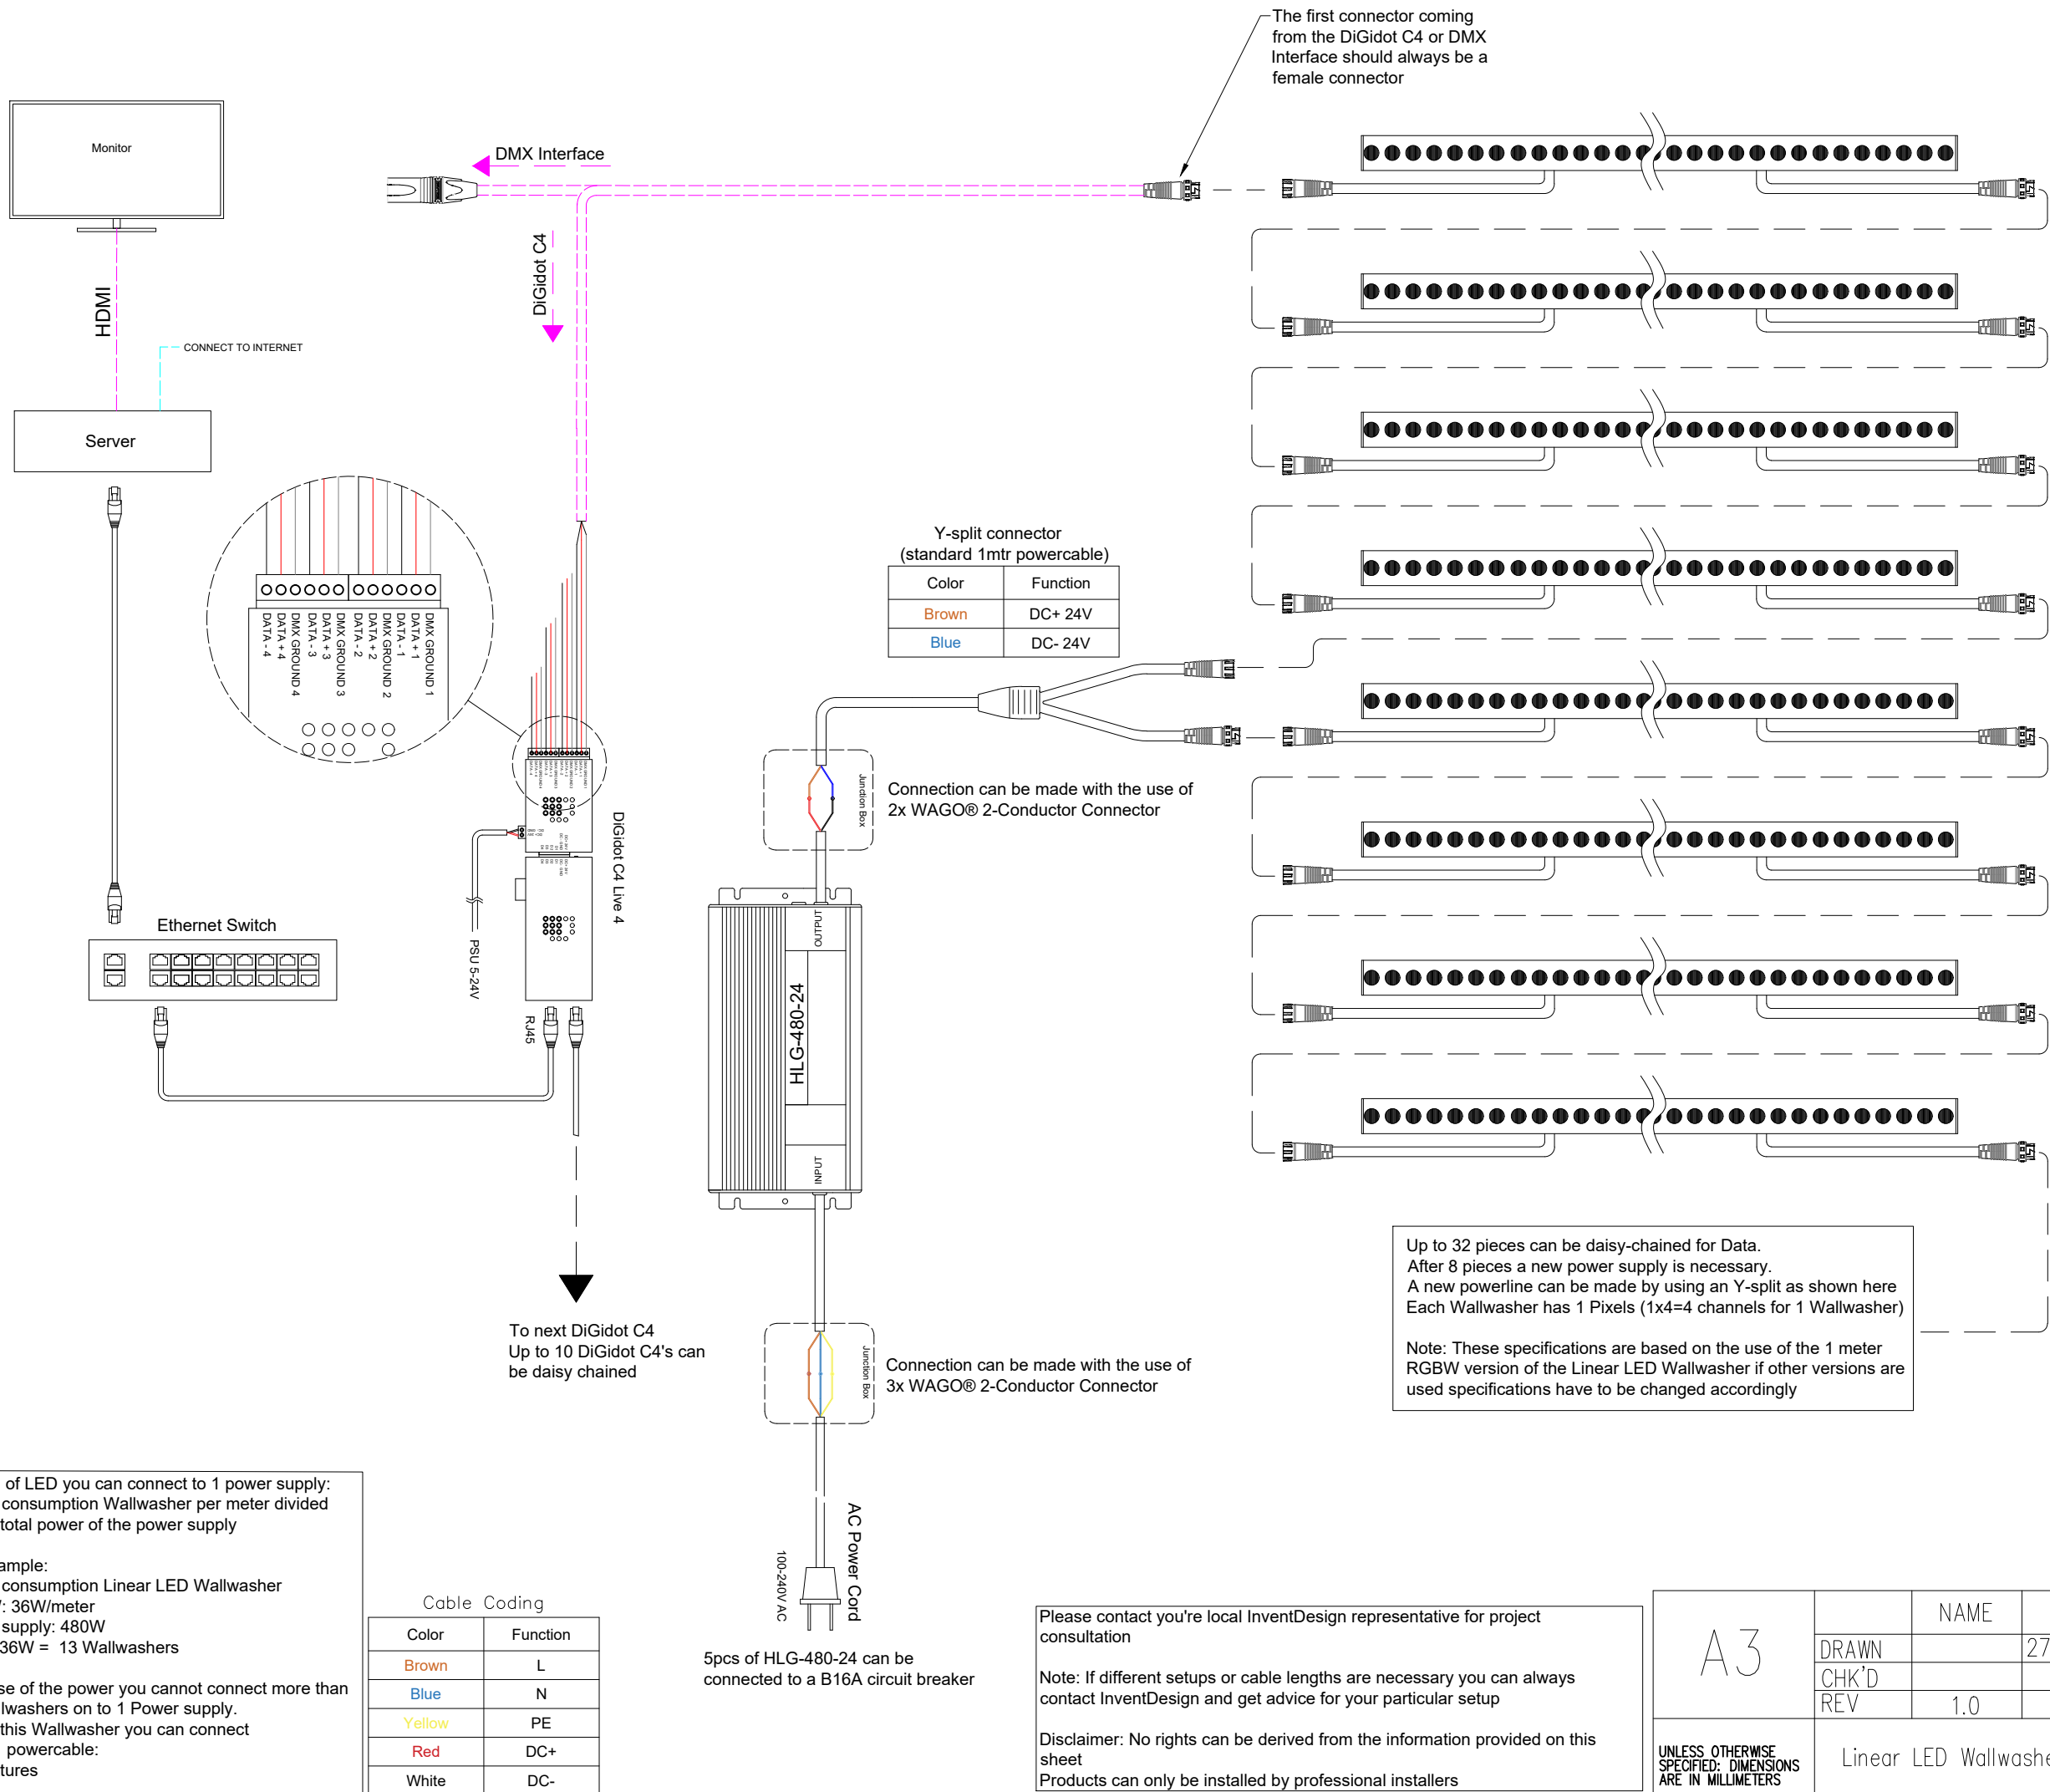 The first connector coming
from the DiGidot C4 or DMX
Interface should always be a
female connector
Monitor
DMX Interface
DiGidot C4
HDMI
CONNECT TO INTERNET
Server
DATA - 4
DATA + 4
DMX GROUND 4
DATA - 3
DATA + 3
DMX GROUND 3
DATA - 2
DATA + 2
DMX GROUND 2
DATA - 1
DATA + 1
DMX GROUND 1
Y-split connector
(standard 1mtr powercable)
Color Function
Brown DC+ 24V
Blue DC- 24V
Junction Box
Connection can be made with the use of
2x WAGO® 2-Conductor Connector
DiGidot C4 Live 4
PSU 5-24V
RJ45
Ethernet Switch
OUTPUT
HLG-480-24
INPUT
To next DiGidot C4
Up to 10 DiGidot C4's can
be daisy chained
Junction Box
Connection can be made with the use of
3x WAGO® 2-Conductor Connector
Up to 32 pieces can be daisy-chained for Data.
After 8 pieces a new power supply is necessary.
A new powerline can be made by using an Y-split as shown here
Each Wallwasher has 1 Pixels (1x4=4 channels for 1 Wallwasher)
Note: These specifications are based on the use of the 1 meter
RGBW version of the Linear LED Wallwasher if other versions are
used specifications have to be changed accordingly
of LED you can connect to 1 power supply:
consumption Wallwasher per meter divided
total power of the power supply
ample:
consumption Linear LED Wallwasher
: 36W/meter
supply: 480W
36W = 13 Wallwashers
se of the power you cannot connect more than
lwashers on to 1 Power supply.
this Wallwasher you can connect
powercable:
tures
Cable Coding
Color Function
Brown L
Blue N
Yellow PE
Red DC+
White DC-
AC Power Cord
100-240V AC
5pcs of HLG-480-24 can be
connected to a B16A circuit breaker
Please contact you're local InventDesign representative for project
consultation
Note: If different setups or cable lengths are necessary you can always
contact InventDesign and get advice for your particular setup
Disclaimer: No rights can be derived from the information provided on this
sheet
Products can only be installed by professional installers
A3
NAME
DRAWN 27
CHK'D
REV 1.0
UNLESS OTHERWISE
SPECIFIED: DIMENSIONS
ARE IN MILLIMETERS
Linear LED Wallwashe